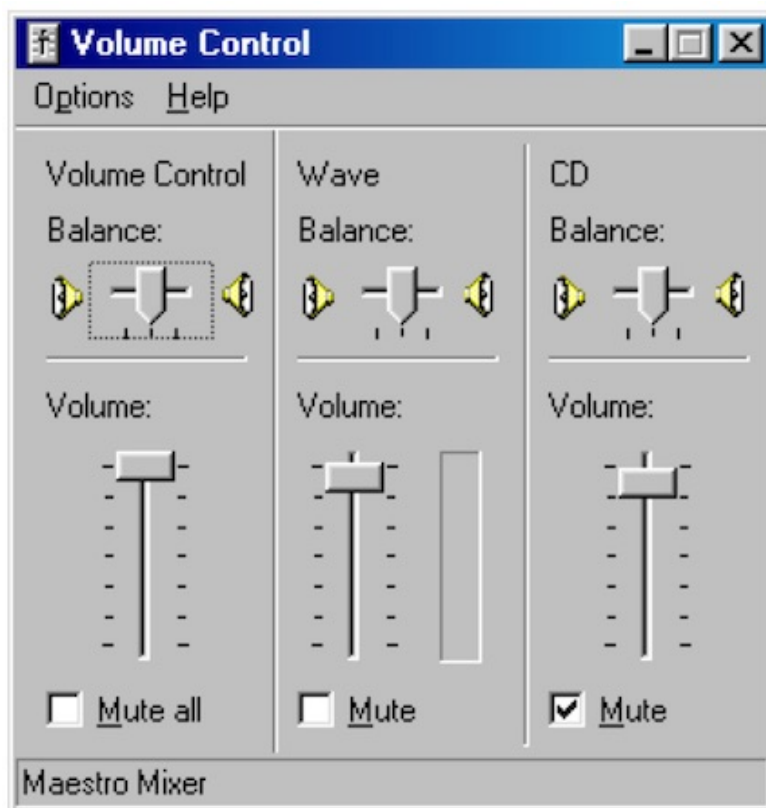 Volume Control
Options Help
Volume Control Wave CD
Balance: Balance: Balance:
Volume: Volume: Volume:
Mute all Mute Mute
Maestro Mixer